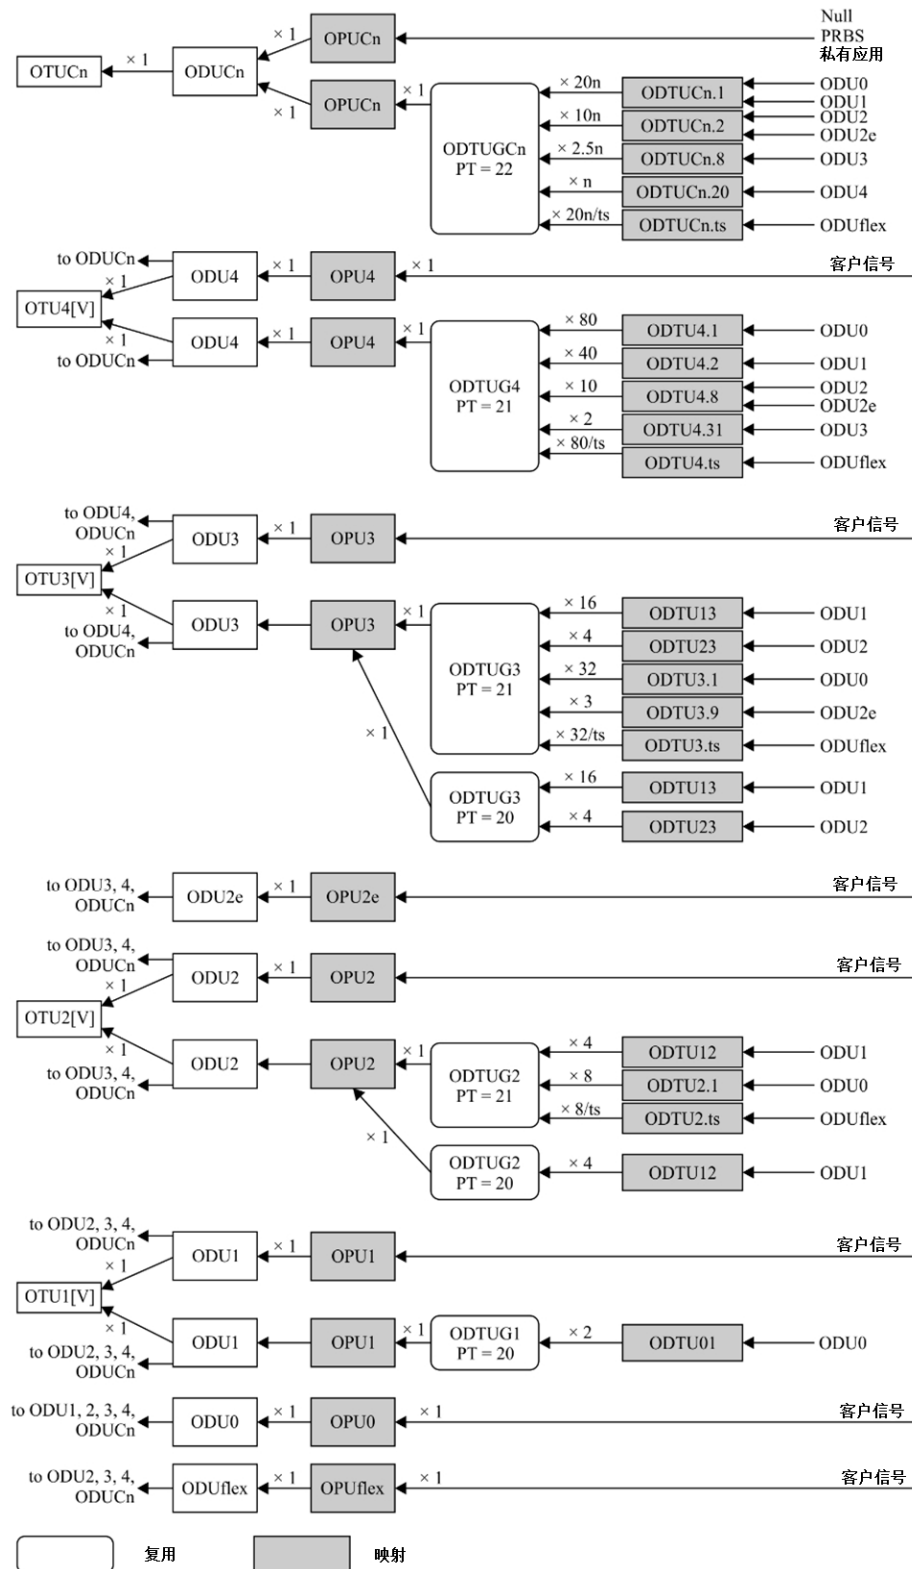 Null
PRBS
私有应用
× 1
OPUCn
× 1
OTUCn
ODUCn
× 1
OPUCn
× 1
ODTUGCn
PT = 22
× 20n
ODTUCn.1
ODU0
ODU1
× 10n
ODTUCn.2
ODU2
ODU2e
× 2.5n
ODTUCn.8
ODU3
× n
ODTUCn.20
ODU4
× 20n/ts
ODTUCn.ts
ODUflex
to ODUCn
× 1
ODU4
× 1
OPU4
× 1
客户信号
OTU4[V]
× 1
to ODUCn
ODU4
× 1
OPU4
× 1
ODTUG4
PT = 21
× 80
ODTU4.1
ODU0
× 40
ODTU4.2
ODU1
× 10
ODTU4.8
ODU2
ODU2e
× 2
ODTU4.31
ODU3
× 80/ts
ODTU4.ts
ODUflex
to ODU4,
ODUCn
× 1
ODU3
× 1
OPU3
客户信号
OTU3[V]
× 1
to ODU4,
ODUCn
ODU3
OPU3
× 1
ODTUG3
PT = 21
× 16
ODTU13
ODU1
× 4
ODTU23
ODU2
× 32
ODTU3.1
ODU0
× 3
ODTU3.9
ODU2e
× 32/ts
ODTU3.ts
ODUflex
× 1
ODTUG3
PT = 20
× 16
ODTU13
ODU1
× 4
ODTU23
ODU2
to ODU3, 4,
ODUCn
ODU2e
× 1
OPU2e
客户信号
to ODU3, 4,
ODUCn
× 1
ODU2
× 1
OPU2
客户信号
OTU2[V]
× 1
to ODU3, 4,
ODUCn
ODU2
OPU2
× 1
ODTUG2
PT = 21
× 4
ODTU12
ODU1
× 8
ODTU2.1
ODU0
× 8/ts
ODTU2.ts
ODUflex
× 1
ODTUG2
PT = 20
× 4
ODTU12
ODU1
to ODU2, 3, 4,
ODUCn
× 1
ODU1
× 1
OPU1
客户信号
OTU1[V]
× 1
to ODU2, 3, 4,
ODUCn
ODU1
OPU1
× 1
ODTUG1
PT = 20
× 2
ODTU01
ODU0
to ODU1, 2, 3, 4,
ODUCn
ODU0
× 1
OPU0
× 1
客户信号
to ODU2, 3, 4,
ODUCn
ODUflex
× 1
OPUflex
× 1
客户信号
复用
映射